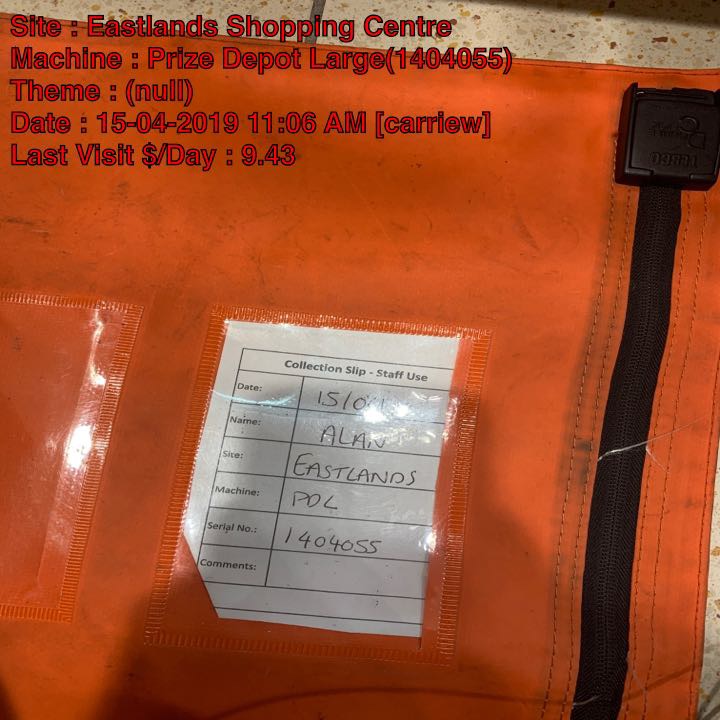 Site : Eastlands Shopping Centre
Machine : Prize Depot Large(1404055)
Theme : (null)
Date : 15-04-2019 11:06 AM [carriew]
Last Visit $/Day : 9.43
Collection Slip - Staff Use
Date: 15/04
Name: ALAN
Site: EASTLANDS
Machine: PDL
Serial No.: 1404055
Comments: